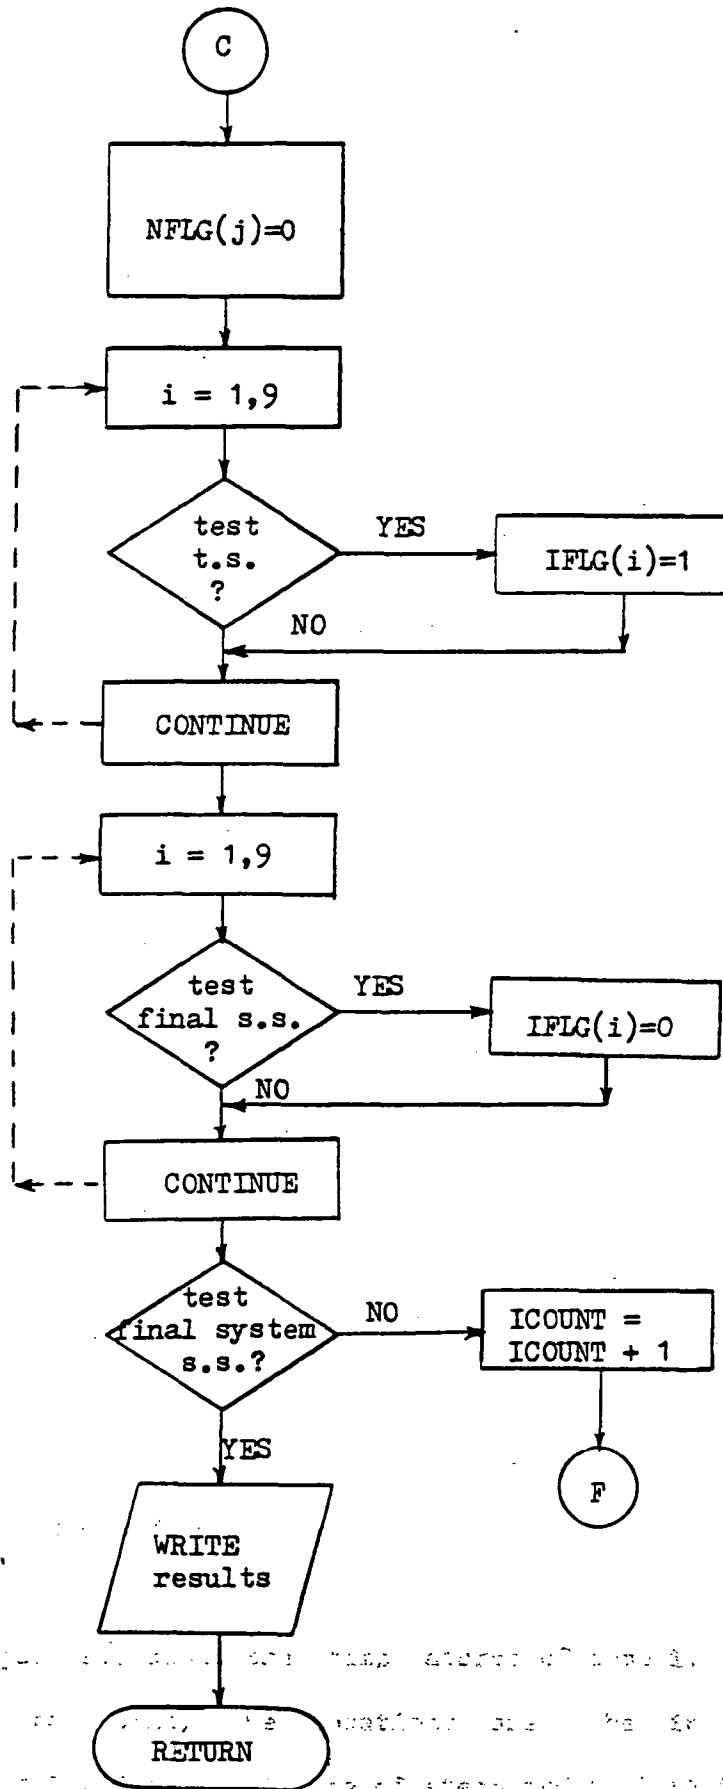 C
NFLG(j)=0
i = 1,9
test
t.s.
?
YES
IFLG(i)=1
NO
CONTINUE
i = 1,9
test
final s.s.
?
YES
IFLG(i)=0
NO
CONTINUE
test
final system
s.s.?
NO
ICOUNT =
ICOUNT + 1
YES
F
WRITE
results
RETURN